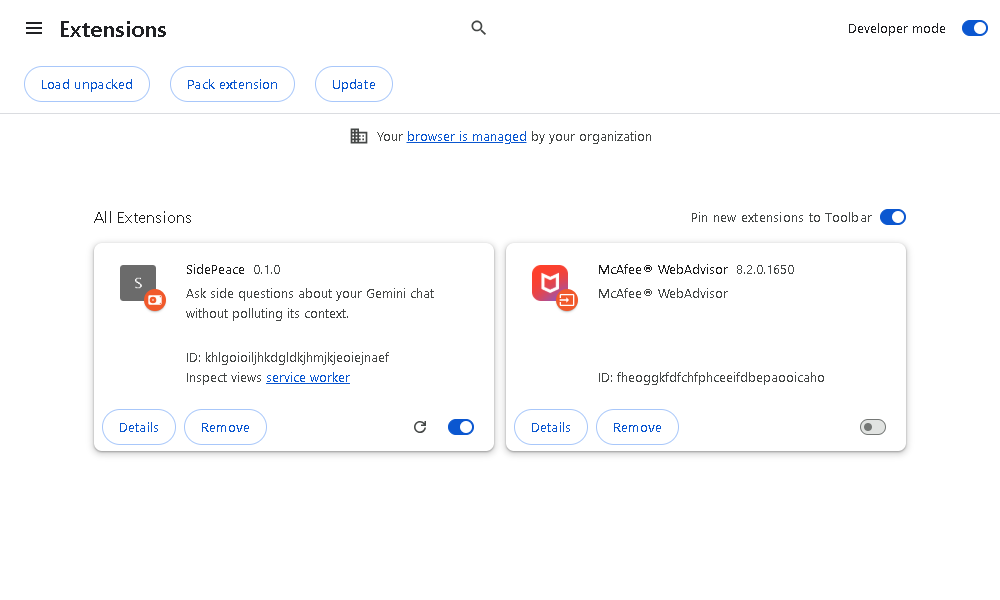 Extensions
Developer mode
Load unpacked
Pack extension
Update
Your browser is managed by your organization
All Extensions
Pin new extensions to Toolbar
S
SidePeace 0.1.0
Ask side questions about your Gemini chat
without polluting its context.
ID: khlgoioiljhkdgldkjhmjkjeoiejnaef
Inspect views service worker
Details
Remove
McAfee® WebAdvisor 8.2.0.1650
McAfee® WebAdvisor
ID: fheoggkfdfchfphceeifdbepaooicaho
Details
Remove